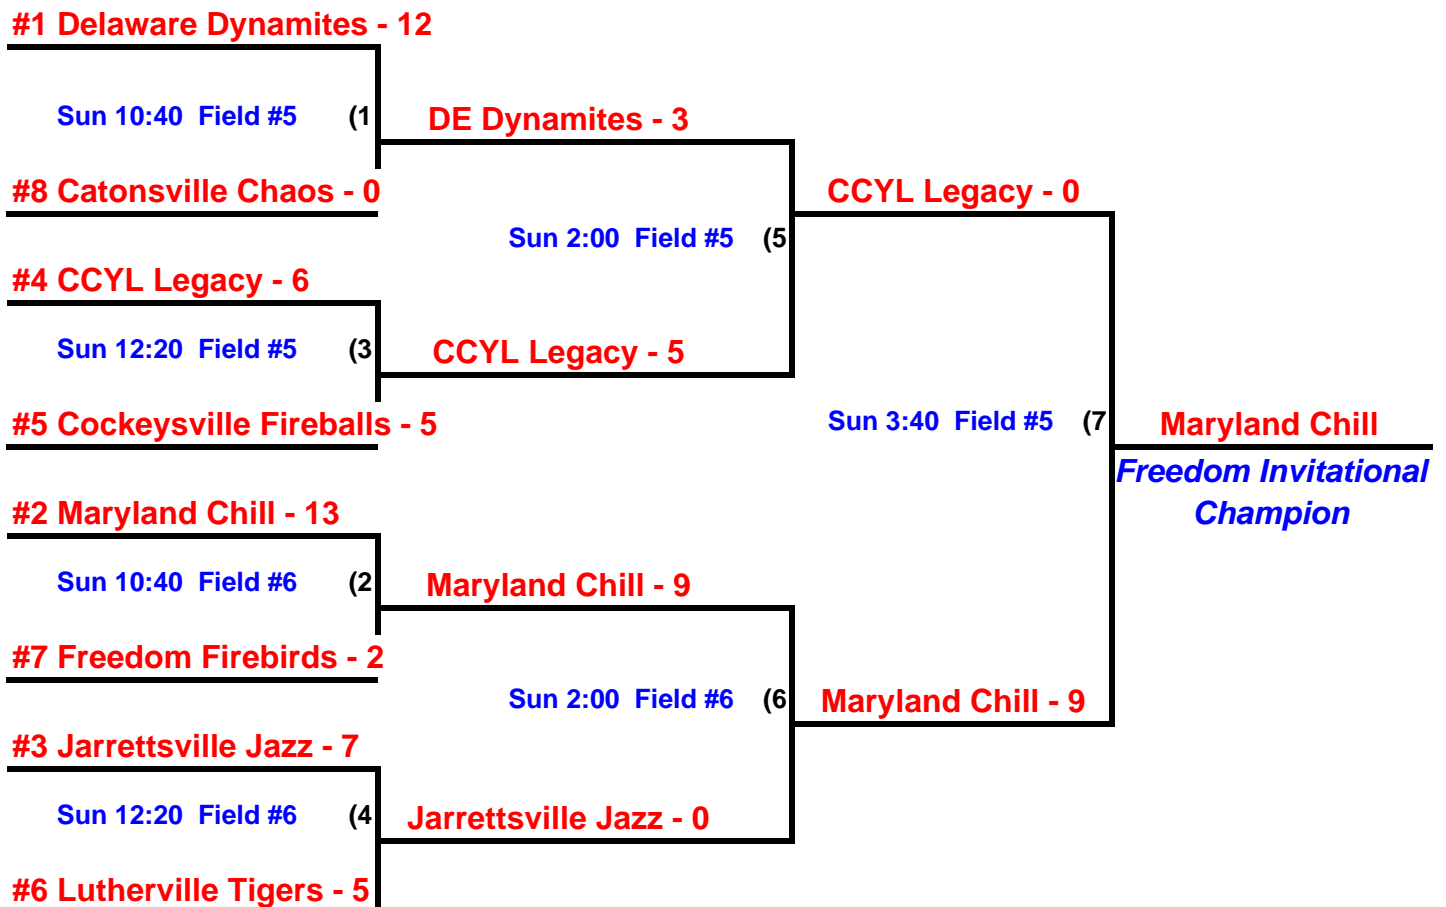 #1 Delaware Dynamites - 12
Sun 10:40  Field #5 (1
DE Dynamites - 3
#8 Catonsville Chaos - 0
CCYL Legacy - 0
Sun 2:00  Field #5 (5
#4 CCYL Legacy - 6
Sun 12:20  Field #5 (3
CCYL Legacy - 5
#5 Cockeysville Fireballs - 5
Sun 3:40  Field #5 (7
Maryland Chill
Freedom Invitational
Champion
#2 Maryland Chill - 13
Sun 10:40  Field #6 (2
Maryland Chill - 9
#7 Freedom Firebirds - 2
Sun 2:00  Field #6 (6
Maryland Chill - 9
#3 Jarrettsville Jazz - 7
Sun 12:20  Field #6 (4
Jarrettsville Jazz - 0
#6 Lutherville Tigers - 5